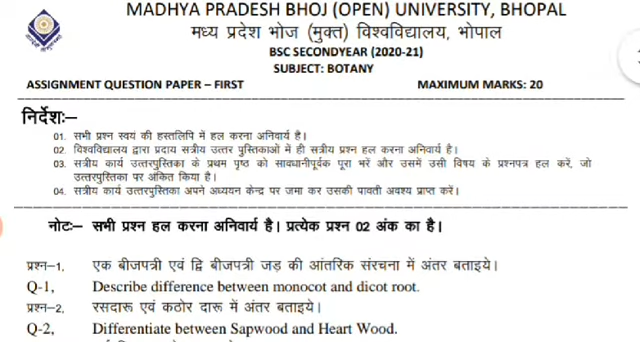 MADHYA PRADESH BHOJ (OPEN) UNIVERSITY, BHOPAL
मध्य प्रदेश भोज (मुक्त) विश्वविद्यालय, भोपाल
BSC SECONDYEAR (2020-21)
SUBJECT: BOTANY
ASSIGNMENT QUESTION PAPER – FIRST MAXIMUM MARKS: 20
निर्देशः–
01. सभी प्रश्न स्वयं की हस्तलिपि में हल करना अनिवार्य है।
02. विश्वविद्यालय द्वारा प्रदाय सत्रीय उत्तर पुस्तिकाओं में ही सत्रीय प्रश्न हल करना अनिवार्य है।
03. सत्रीय कार्य उत्तरपुस्तिका के प्रथम पृष्ठ को सावधानीपूर्वक पूरा भरें और उसमें उसी विषय के प्रश्नपत्र हल करें, जो
उत्तरपुस्तिका पर अंकित किया है।
04. सत्रीय कार्य उत्तरपुस्तिका अपने अध्ययन केन्द्र पर जमा कर उसकी पावती अवश्य प्राप्त करें।
नोटः– सभी प्रश्न हल करना अनिवार्य है। प्रत्येक प्रश्न 02 अंक का है।
प्रश्न–1. एक बीजपत्री एवं द्वि बीजपत्री जड़ की आंतरिक संरचना में अंतर बताइये।
Q-1, Describe difference between monocot and dicot root.
प्रश्न–2. रसदारू एवं कठोर दारू में अंतर बताइये।
Q-2, Differentiate between Sapwood and Heart Wood.